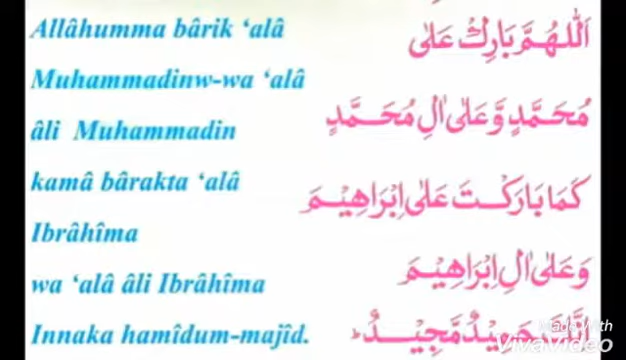 Allâhumma bârik ‘alâ
اَللّٰهُمَّ بَارِكْ عَلٰى
Muhammadinw-wa ‘alâ
âli Muhammadin
مُحَمَّدٍ وَّعَلٰى اٰلِ مُحَمَّدٍ
kamâ bârakta ‘alâ
كَمَا بَارَكْتَ عَلٰى اِبْرَاهِيْمَ
Ibrâhîma
wa ‘alâ âli Ibrâhîma
وَعَلٰى اٰلِ اِبْرَاهِيْمَ
Innaka hamîdum-majîd.
اِنَّكَ حَمِيْدٌ مَّجِيْدٌ ؕ
Made With
VivaVideo